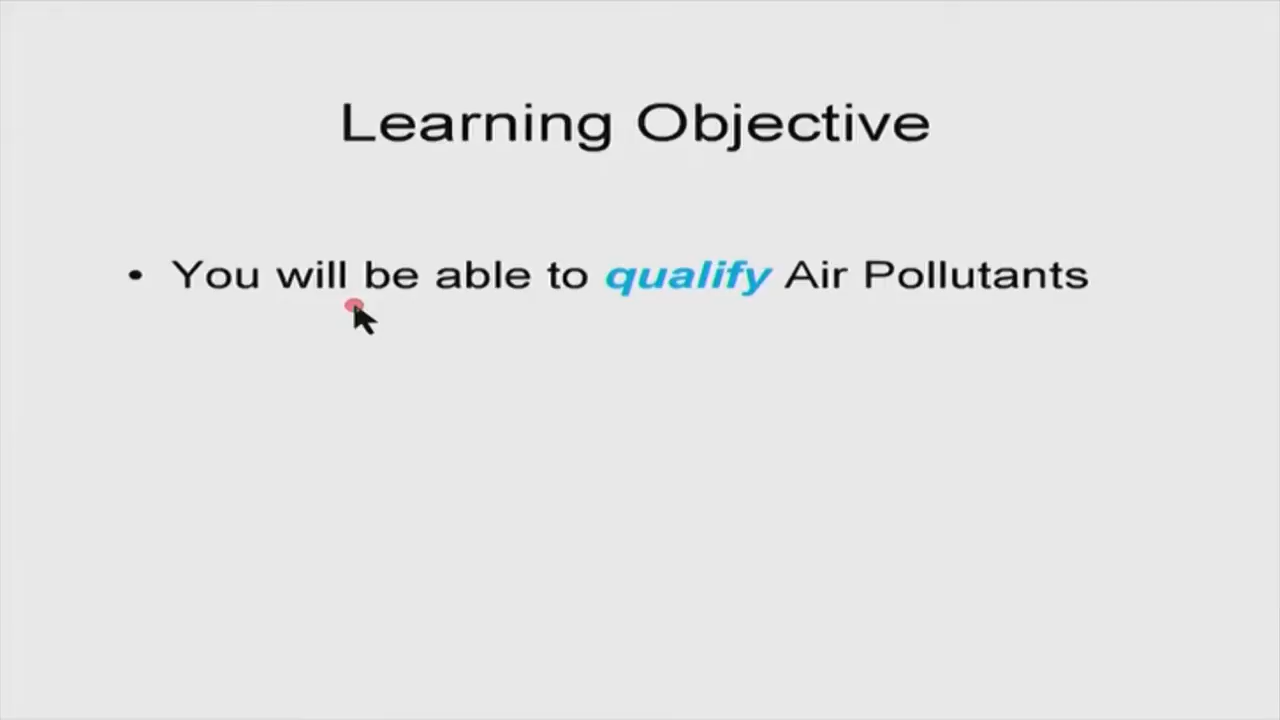 Learning Objective
• You will be able to qualify Air Pollutants